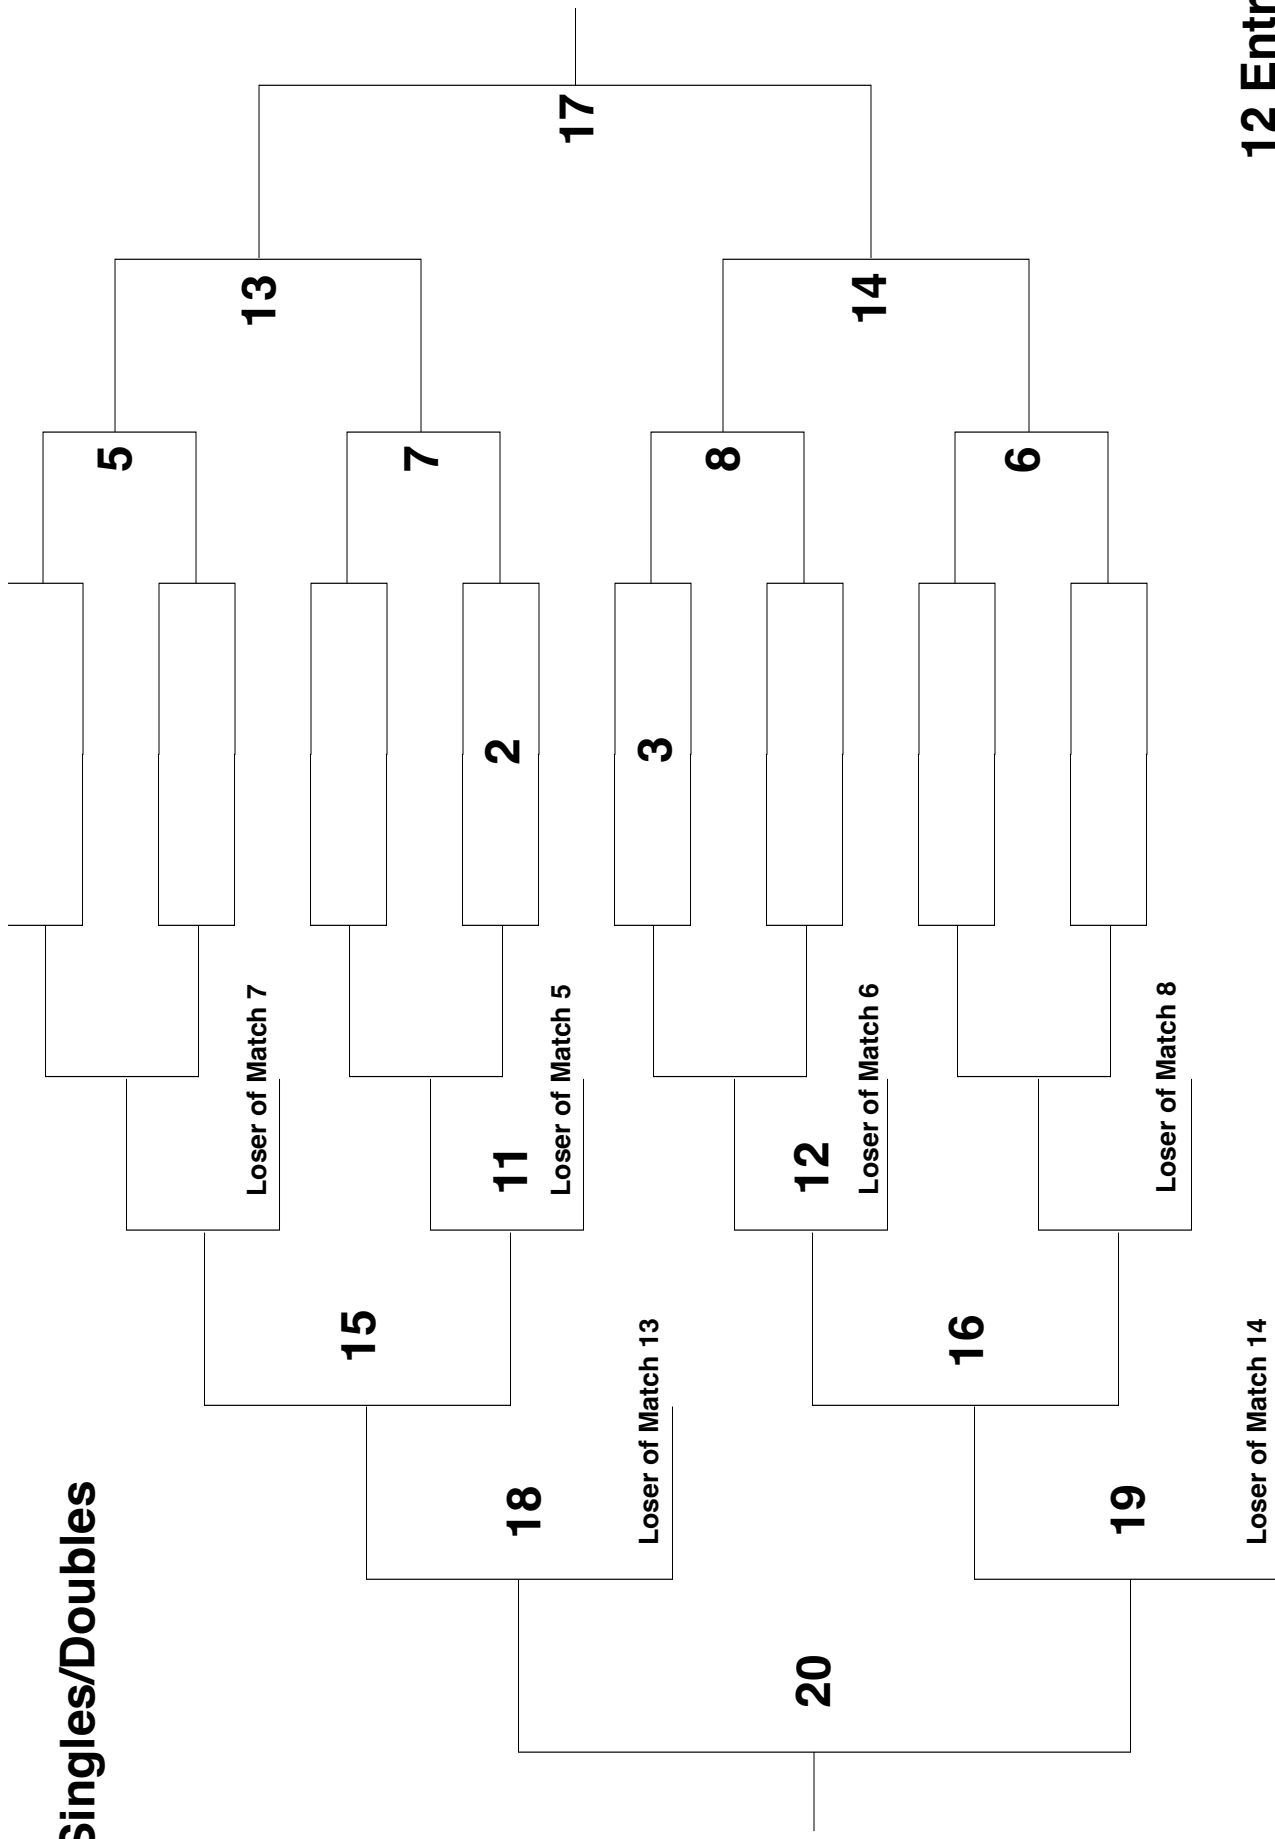 Singles/Doubles
5
Loser of Match 7
13
15
7
2
11
18
Loser of Match 5
17
Loser of Match 13
3
8
12
20
Loser of Match 6
14
16
6
19
Loser of Match 8
Loser of Match 14
12 Entr